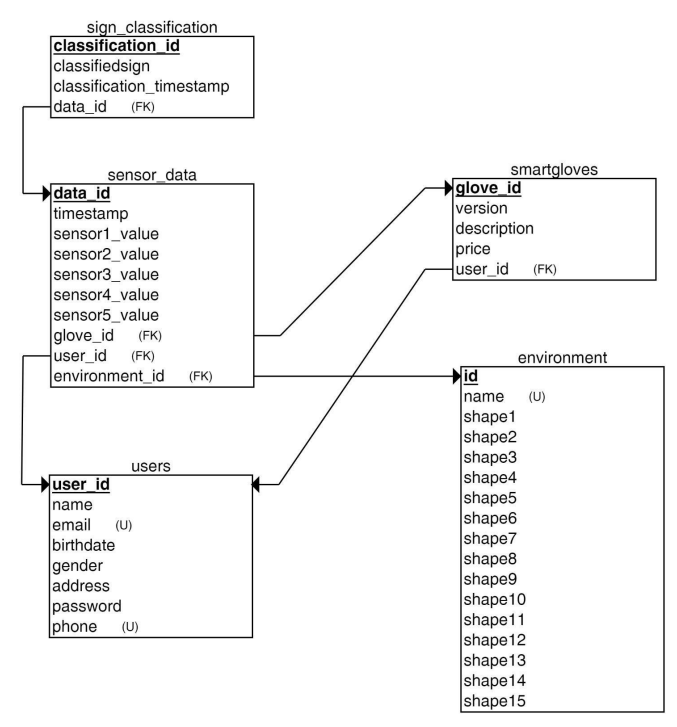 sign_classification
classification_id
classifiedsign
classification_timestamp
data_id (FK)
sensor_data
data_id
timestamp
sensor1_value
sensor2_value
sensor3_value
sensor4_value
sensor5_value
glove_id (FK)
user_id (FK)
environment_id (FK)
smartgloves
glove_id
version
description
price
user_id (FK)
users
user_id
name
email (U)
birthdate
gender
address
password
phone (U)
environment
id
name (U)
shape1
shape2
shape3
shape4
shape5
shape6
shape7
shape8
shape9
shape10
shape11
shape12
shape13
shape14
shape15